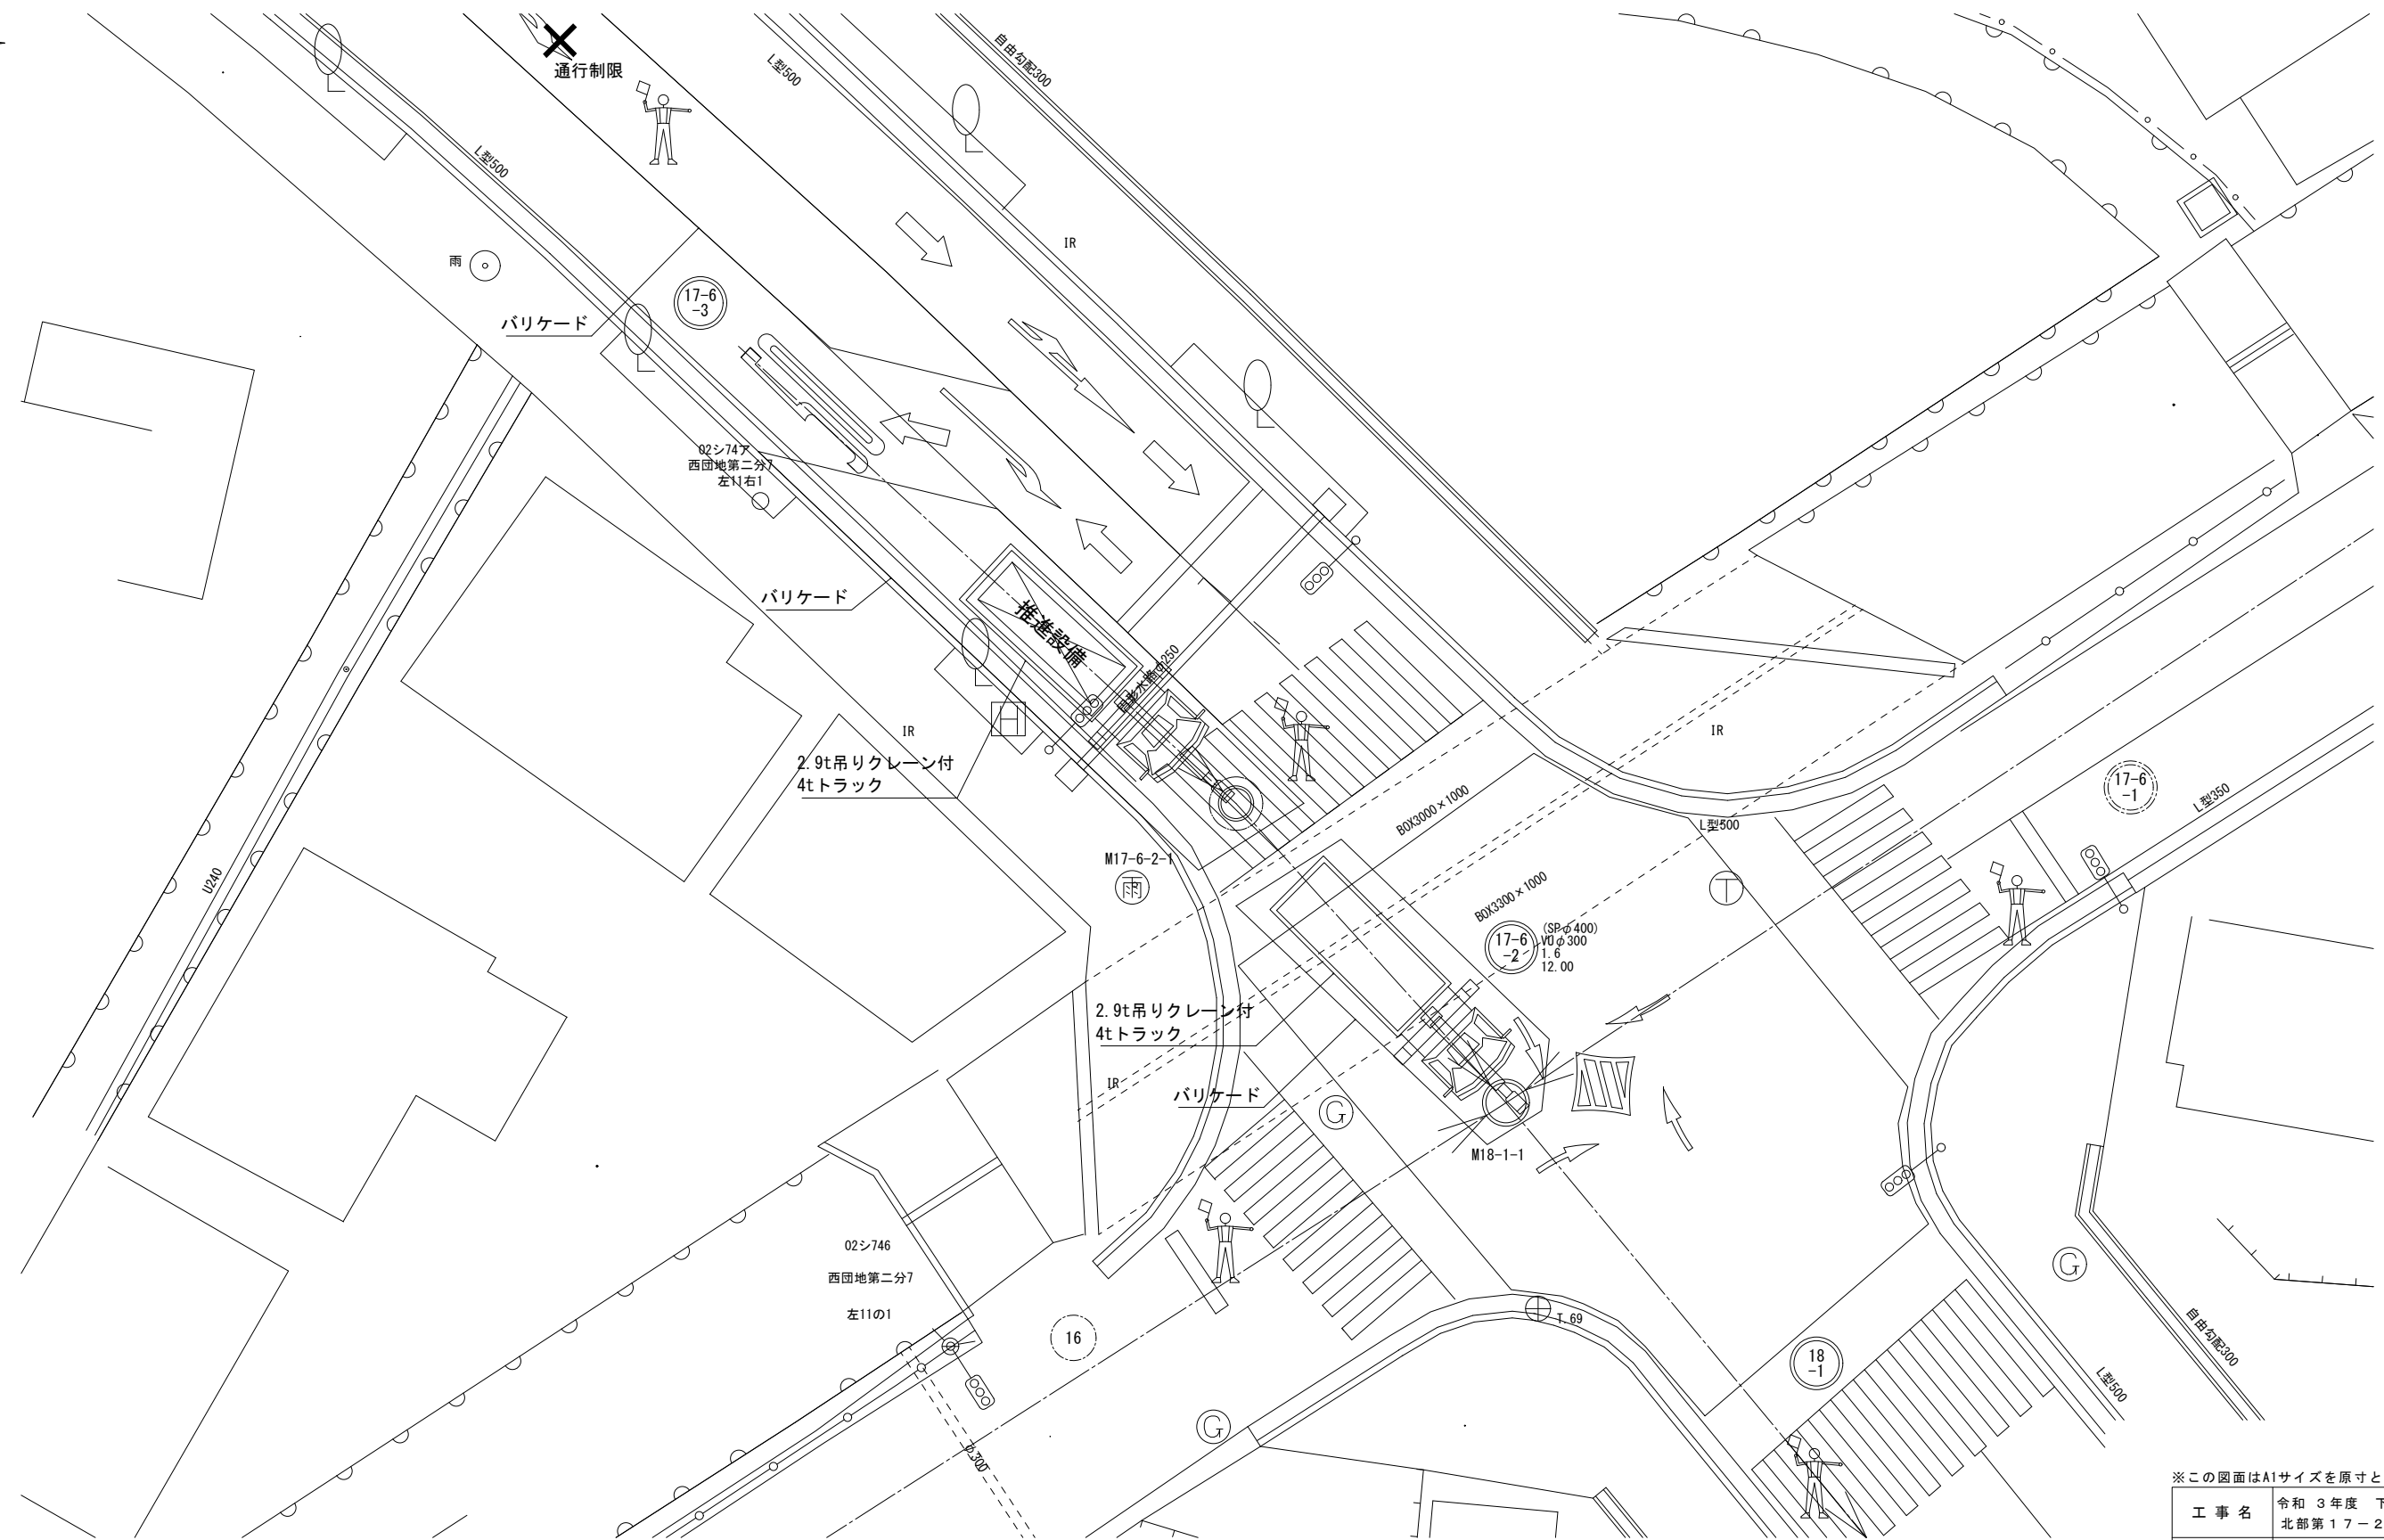 通行制限
L型500
自由勾配300
L型500
IR
雨
17-6
-3
バリケード
02シ74ア
西団地第二分7
左11右1
バリケード
推進設備
IR
2.9t吊りクレーン付
4tトラック
IR
17-6
-1
L型350
BOX3000×1000
L型500
M17-6-2-1
雨
T
U240
BOX3300×1000
17-6
-2
(SPφ400)
VUφ300
1.6
12.00
2.9t吊りクレーン付
4tトラック
IR
バリケード
G
M18-1-1
02シ746
西団地第二分7
左11の1
16
T.69
G
自由勾配300
18
-1
L型500
G
φ300
H
※この図面はA1サイズを原寸と
工事名
令和 3年度 下
北部第17-2